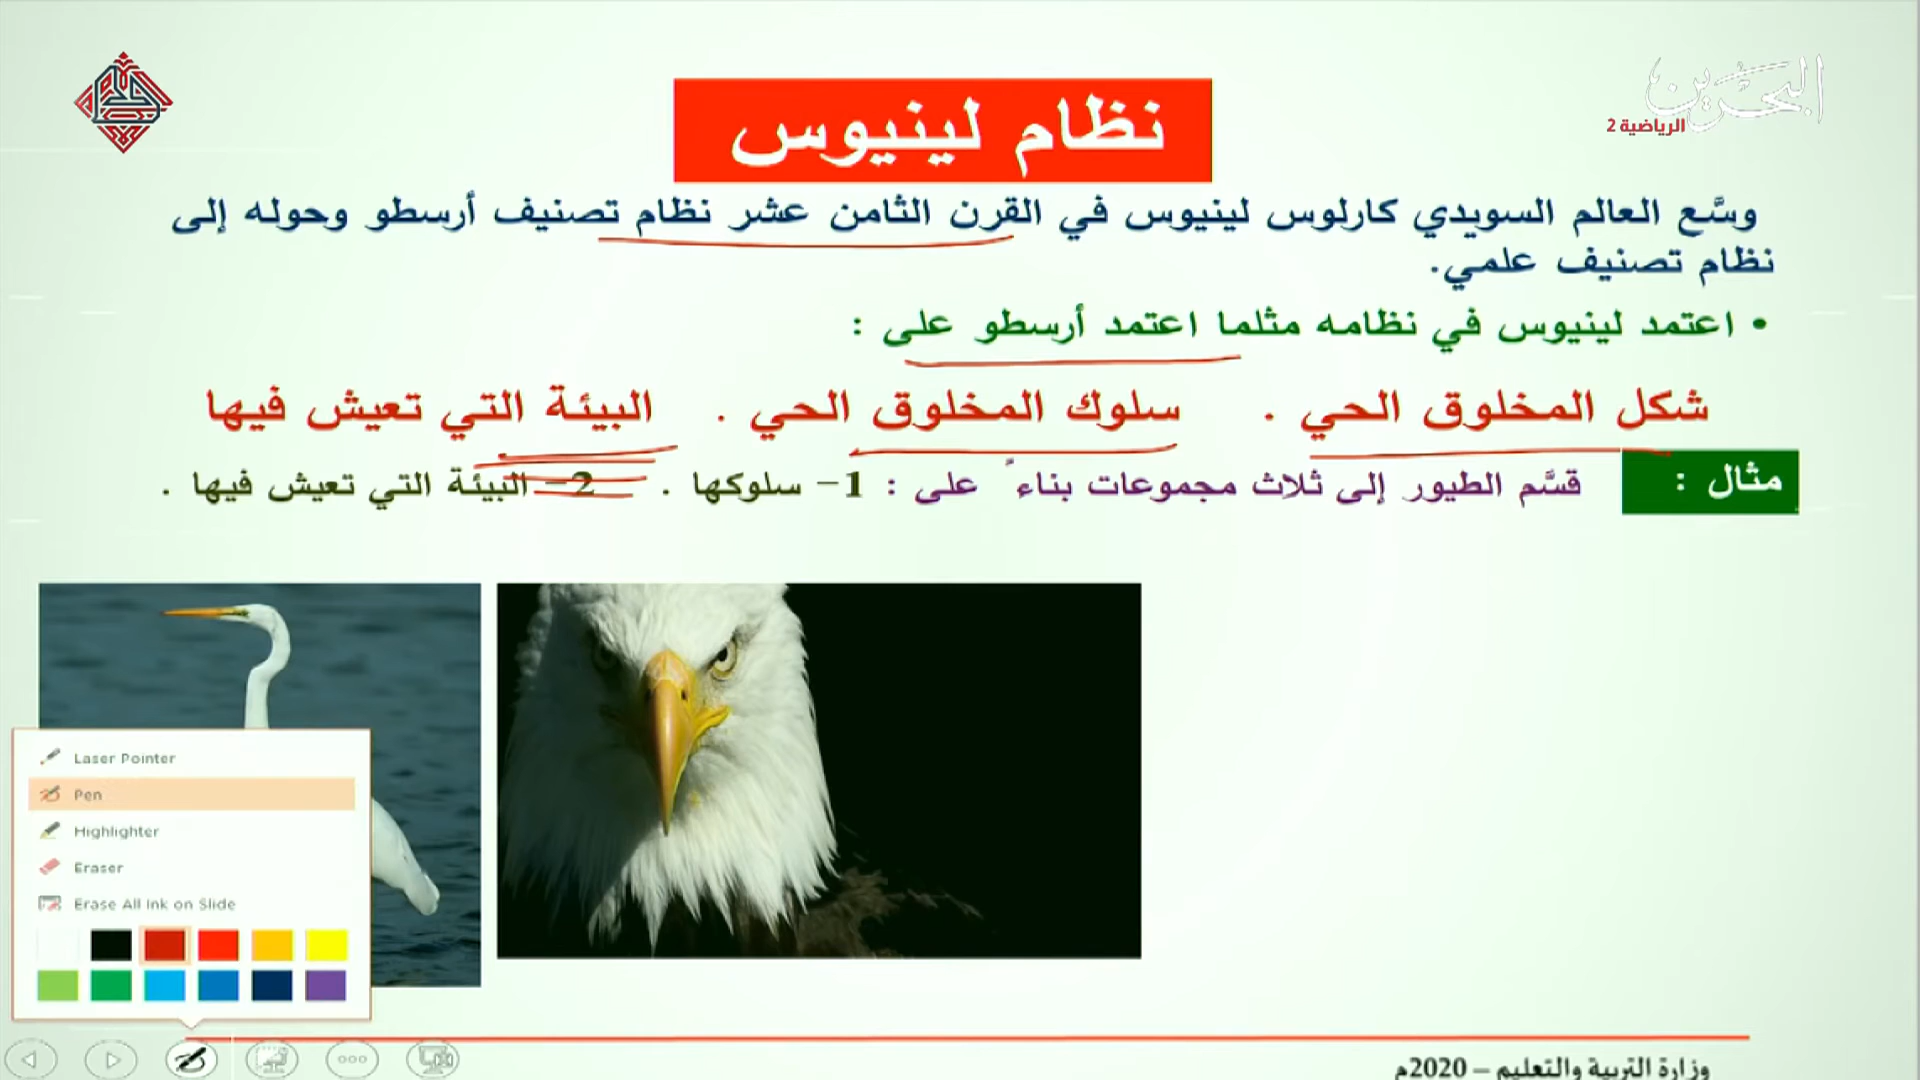 البحرين
الرياضية 2
نظام لينيوس
وسَّع العالم السويدي كارلوس لينيوس في القرن الثامن عشر نظام تصنيف أرسطو وحوله إلى
نظام تصنيف علمي.
• اعتمد لينيوس في نظامه مثلما اعتمد أرسطو على :
شكل المخلوق الحي . سلوك المخلوق الحي . البيئة التي تعيش فيها
مثال : قسَّم الطيور إلى ثلاث مجموعات بناءً على : 1- سلوكها . 2- البيئة التي تعيش فيها .
Laser Pointer
Pen
Highlighter
Eraser
Erase All Ink on Slide
وزارة التربية والتعليم – 2020م